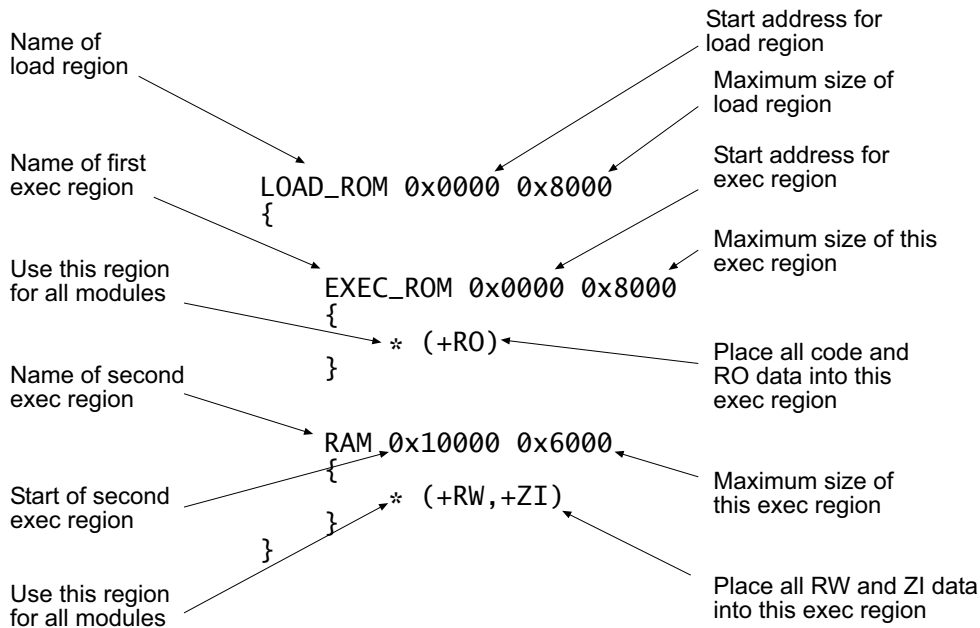 Name of
load region
Start address for
load region
Maximum size of
load region
Name of first
exec region
LOAD_ROM 0x0000 0x8000
{
Start address for
exec region
Use this region
for all modules
EXEC_ROM 0x0000 0x8000
{
* (+RO)
}
Maximum size of this
exec region
Place all code and
RO data into this
exec region
Name of second
exec region
RAM 0x10000 0x6000
{
* (+RW,+ZI)
}
}
Start of second
exec region
Maximum size of
this exec region
Use this region
for all modules
Place all RW and ZI data
into this exec region